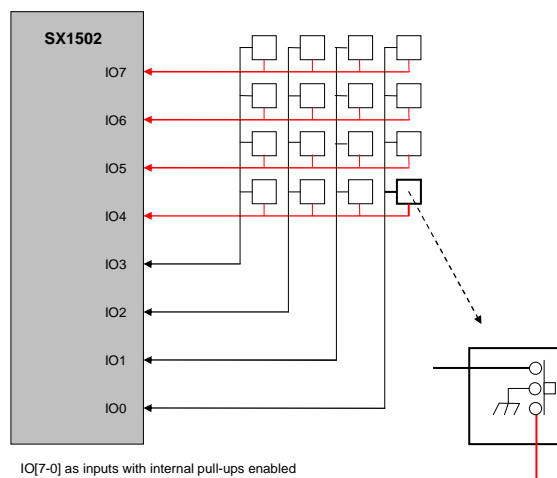 SX1502
IO7
IO6
IO5
IO4
IO3
IO2
IO1
IO0
IO[7-0] as inputs with internal pull-ups enabled